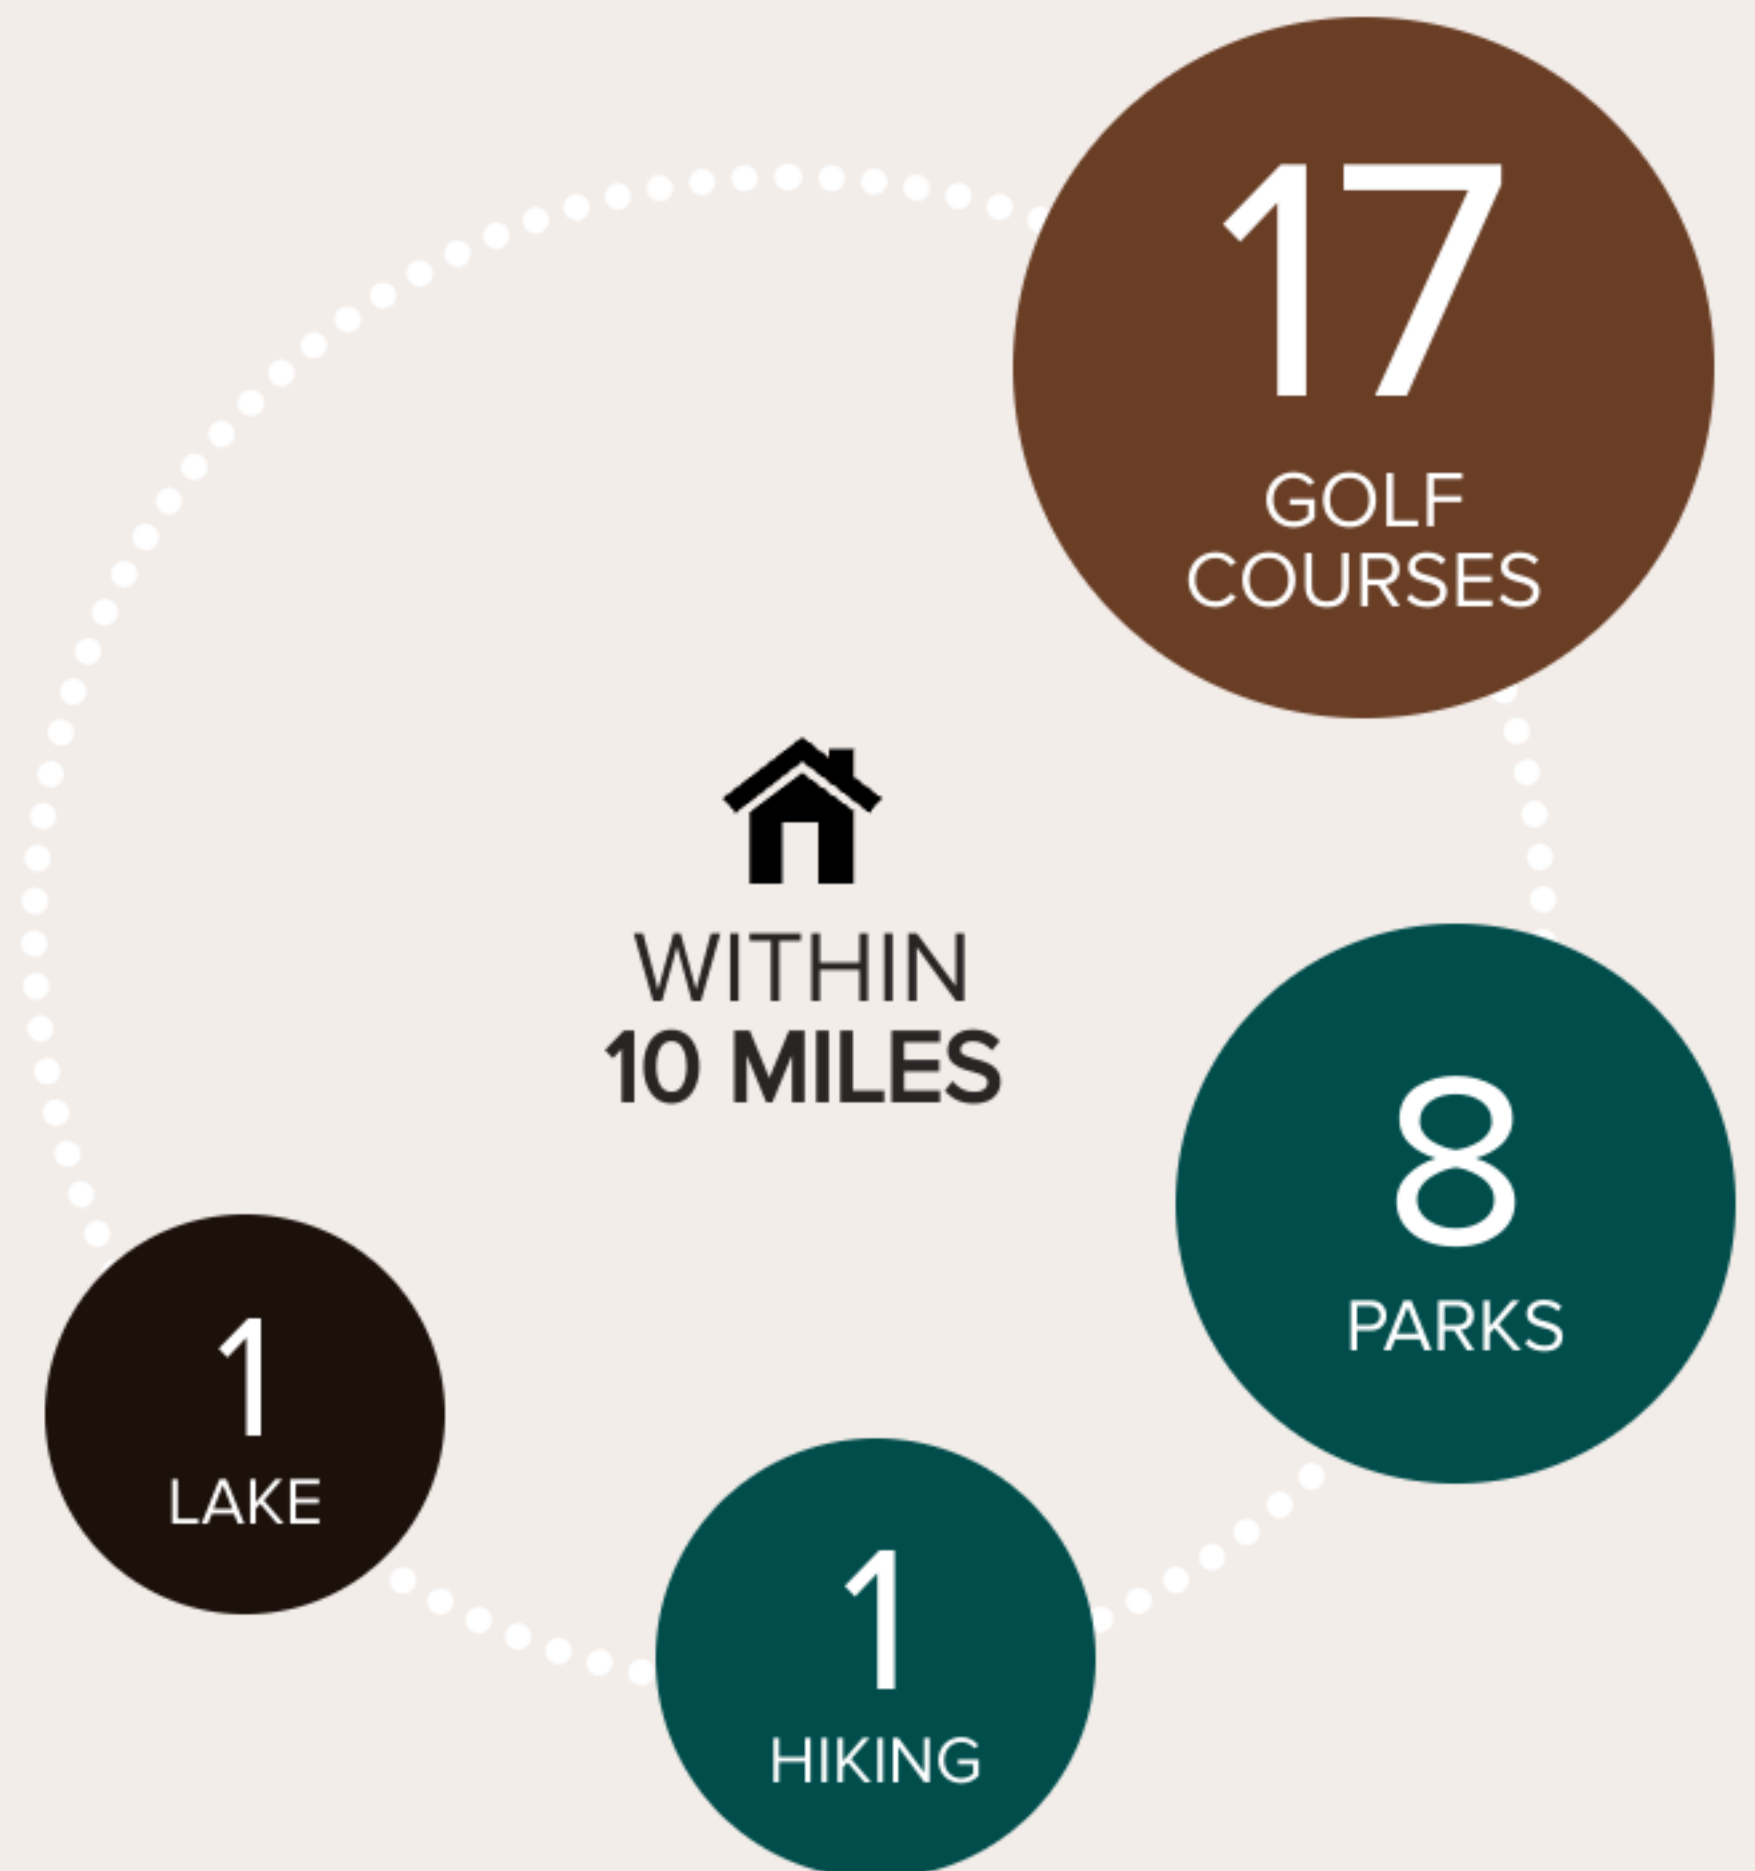 17
GOLF
COURSES
WITHIN
10 MILES
8
PARKS
1
LAKE
1
HIKING